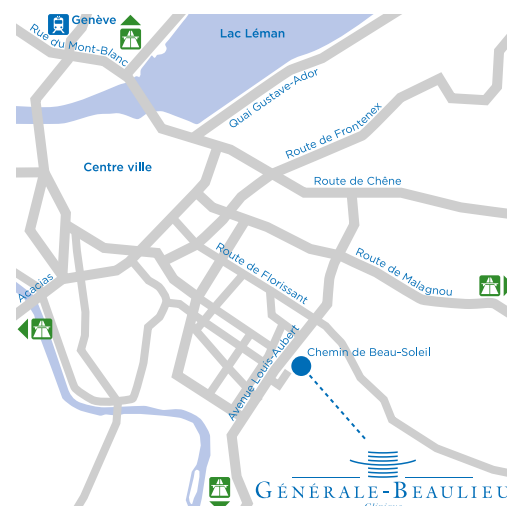 Genève
Rue du Mont-Blanc
Lac Léman
Quai Gustave-Ador
Route de Frontenex
Centre ville
Route de Chêne
Acacias
Route de Florissant
Route de Malagnou
Avenue Louis-Aubert
Chemin de Beau-Soleil
GÉNÉRALE-BEAULIEU